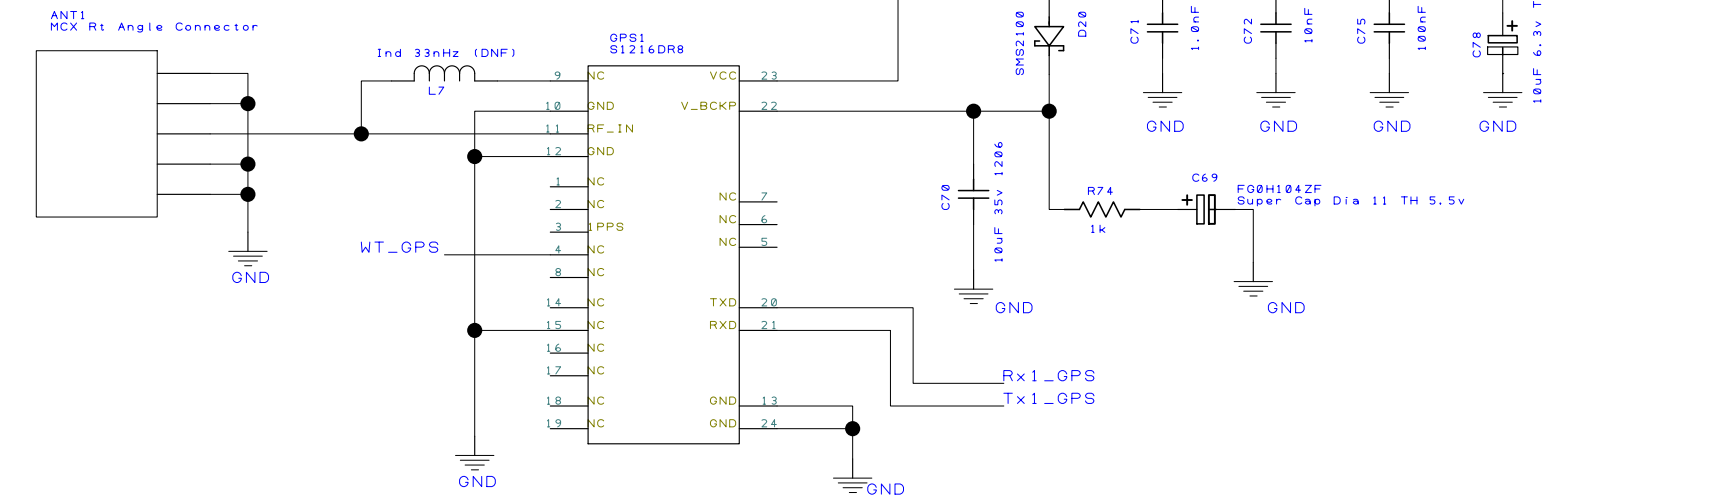 ANT1
MCX Rt Angle Connector
Ind 33nHz (DNF)
L7
GPS1
S1216DR8
9 NC
10 GND
11 RF_IN
12 GND
1 NC
2 NC
3 1PPS
4 NC
8 NC
14 NC
15 NC
16 NC
17 NC
18 NC
19 NC
VCC 23
V_BCKP 22
NC 7
NC 6
NC 5
TXD 20
RXD 21
GND 13
GND 24
WT_GPS
GND
GND
GND
Rx1_GPS
Tx1_GPS
SMS2100
D20
C70
10uF 35v 1206
GND
R74
1k
C69
FG0H104ZF
Super Cap Dia 11 TH 5.5v
GND
C71
1.0nF
GND
C72
10nF
GND
C75
100nF
GND
C78
10uF 6.3v T
GND